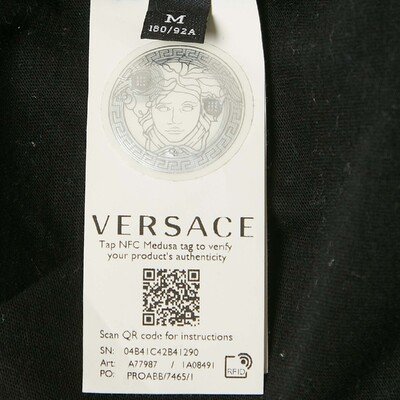 M
180/92A
VERSACE
Tap NFC Medusa tag to verify
your product's authenticity
Scan QR code for instructions
SN: 04B41C42B41290
Art: A77987 / 1A08491
PO: PROABB/7465/1
RFID